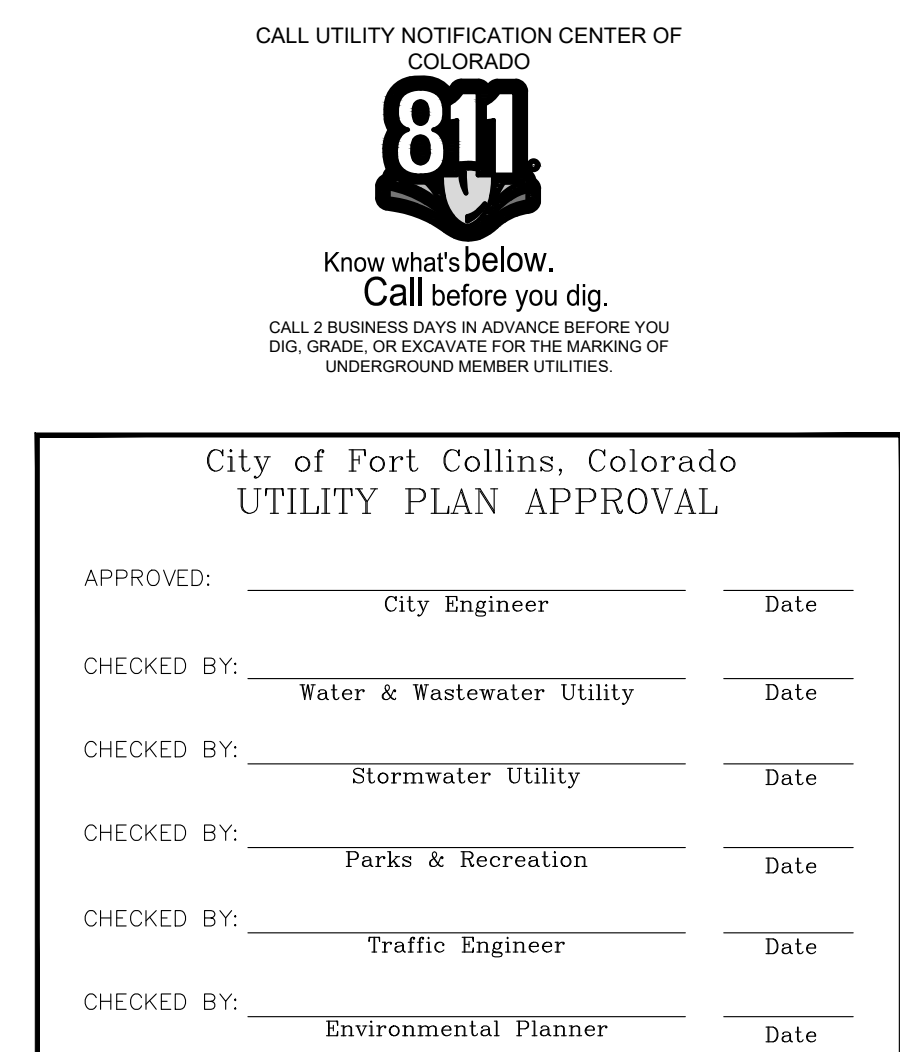 CALL UTILITY NOTIFICATION CENTER OF
COLORADO
811
Know what's below.
Call before you dig.
CALL 2 BUSINESS DAYS IN ADVANCE BEFORE YOU
DIG, GRADE, OR EXCAVATE FOR THE MARKING OF
UNDERGROUND MEMBER UTILITIES.
City of Fort Collins, Colorado
UTILITY PLAN APPROVAL
APPROVED:
City Engineer Date
CHECKED BY:
Water & Wastewater Utility Date
CHECKED BY:
Stormwater Utility Date
CHECKED BY:
Parks & Recreation Date
CHECKED BY:
Traffic Engineer Date
CHECKED BY:
Environmental Planner Date